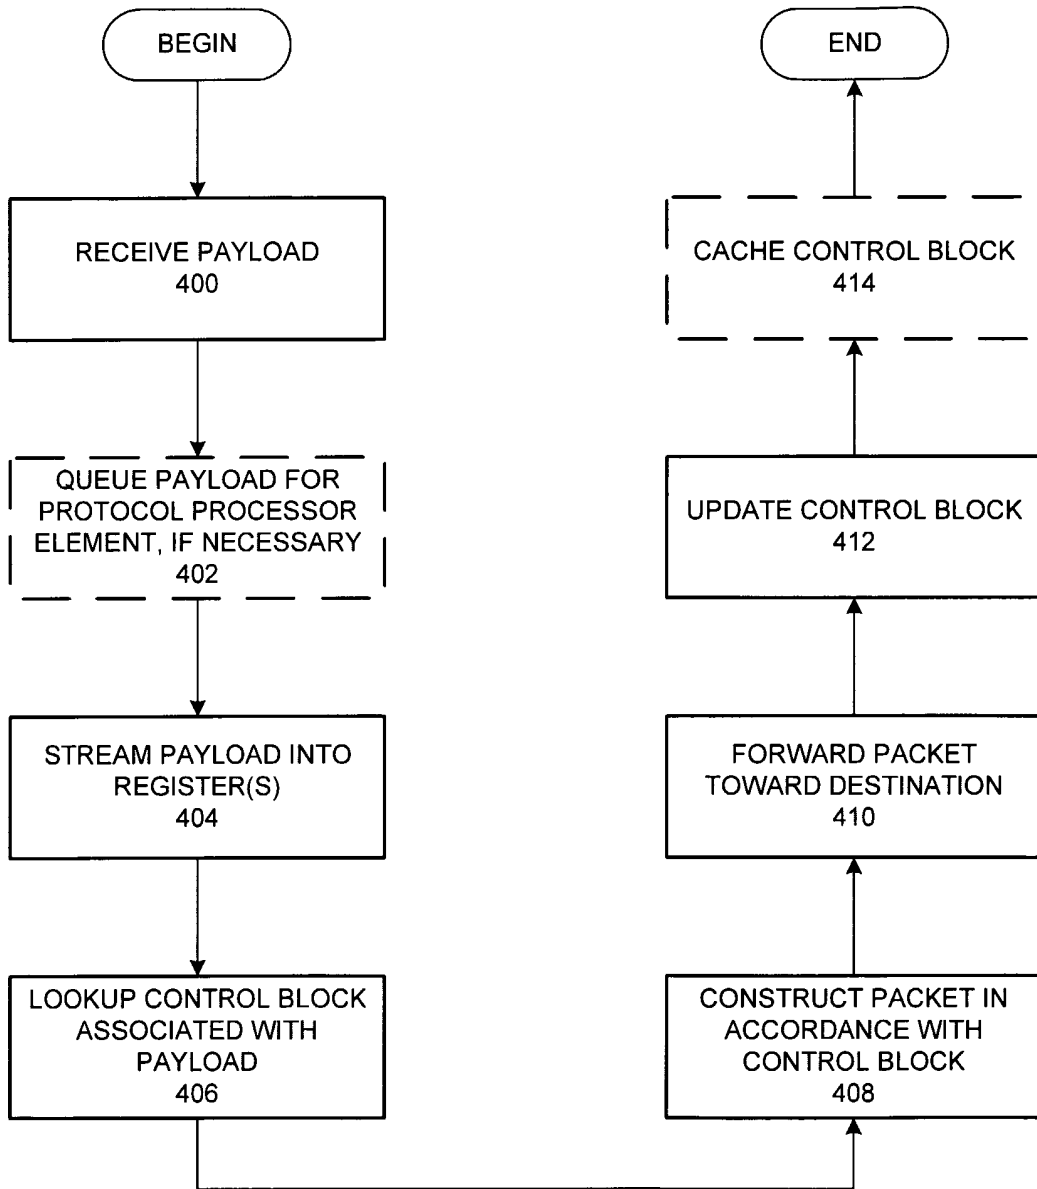 BEGIN
RECEIVE PAYLOAD
400
QUEUE PAYLOAD FOR
PROTOCOL PROCESSOR
ELEMENT, IF NECESSARY
402
STREAM PAYLOAD INTO
REGISTER(S)
404
LOOKUP CONTROL BLOCK
ASSOCIATED WITH
PAYLOAD
406
CONSTRUCT PACKET IN
ACCORDANCE WITH
CONTROL BLOCK
408
FORWARD PACKET
TOWARD DESTINATION
410
UPDATE CONTROL BLOCK
412
CACHE CONTROL BLOCK
414
END